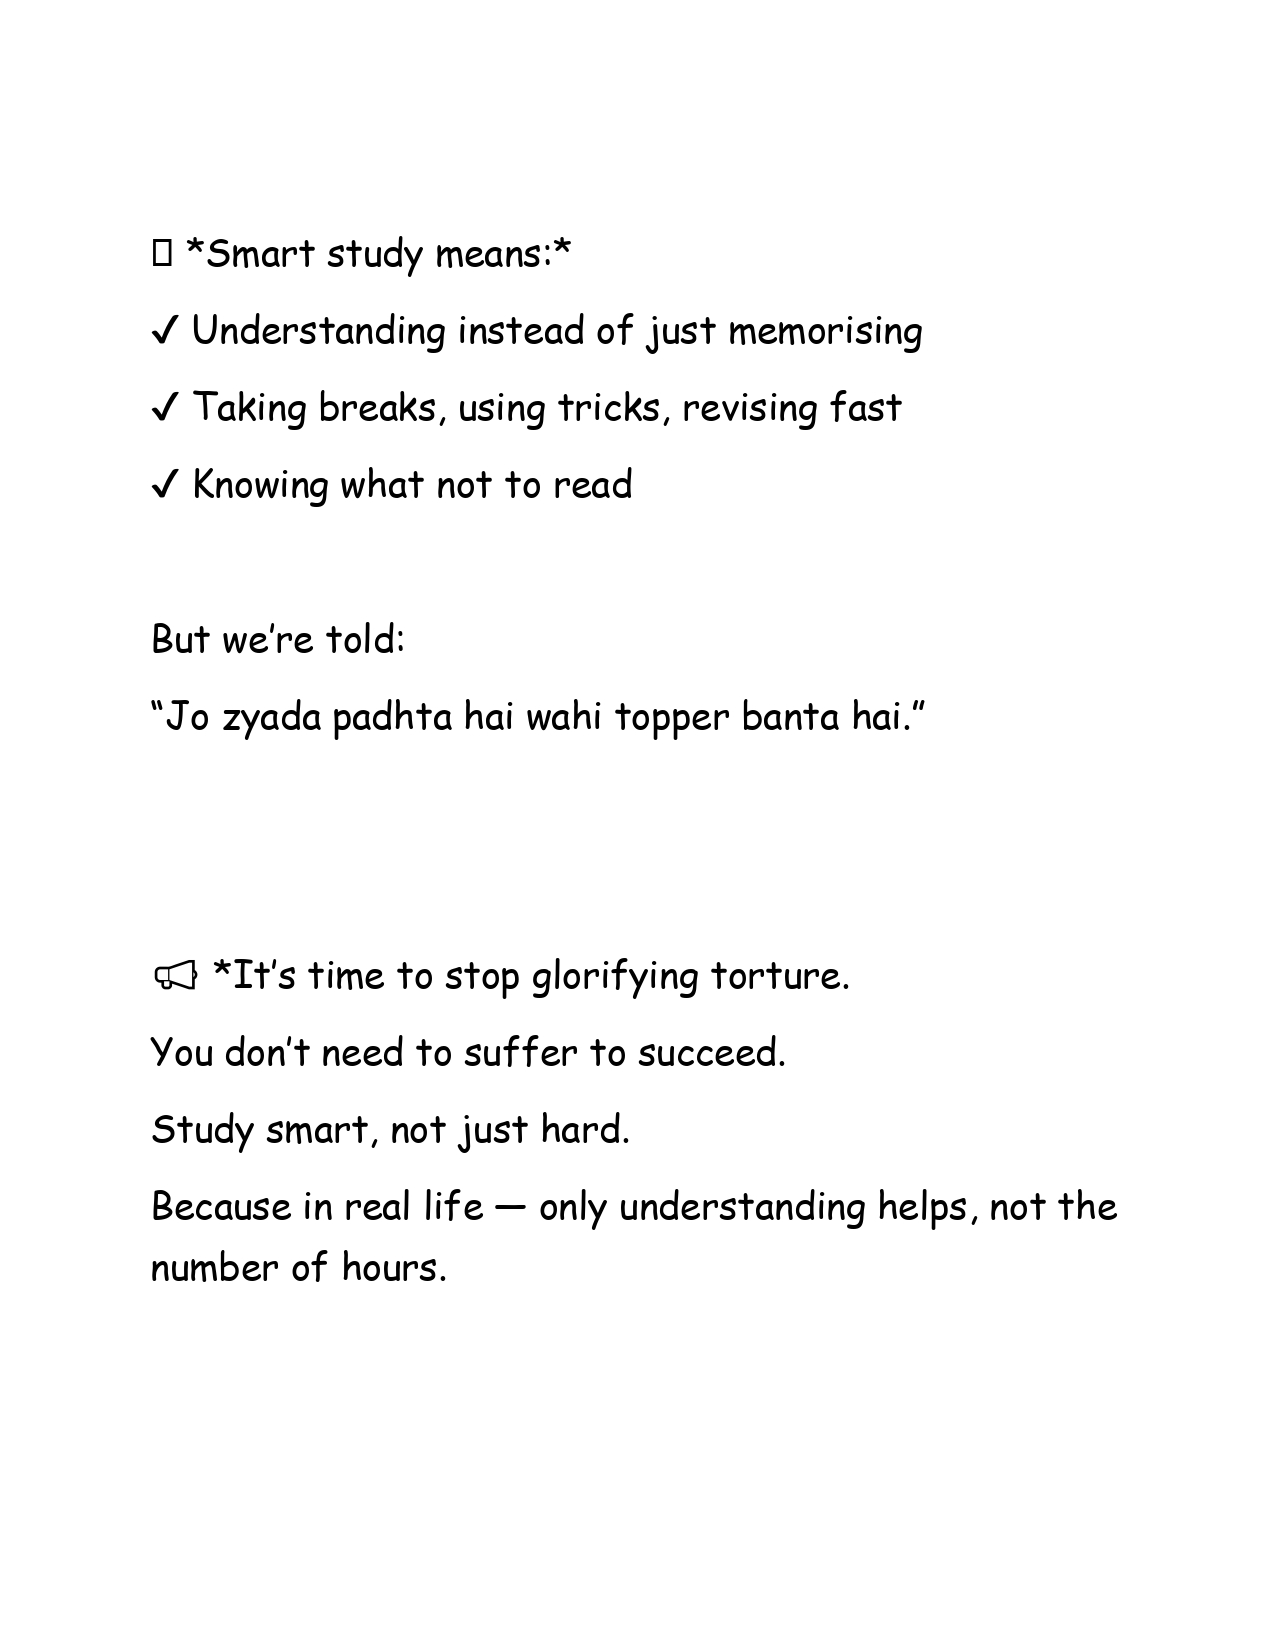 *Smart study means:*
✔ Understanding instead of just memorising
✔ Taking breaks, using tricks, revising fast
✔ Knowing what not to read
But we’re told:
“Jo zyada padhta hai wahi topper banta hai.”
📢 *It’s time to stop glorifying torture.
You don’t need to suffer to succeed.
Study smart, not just hard.
Because in real life — only understanding helps, not the
number of hours.